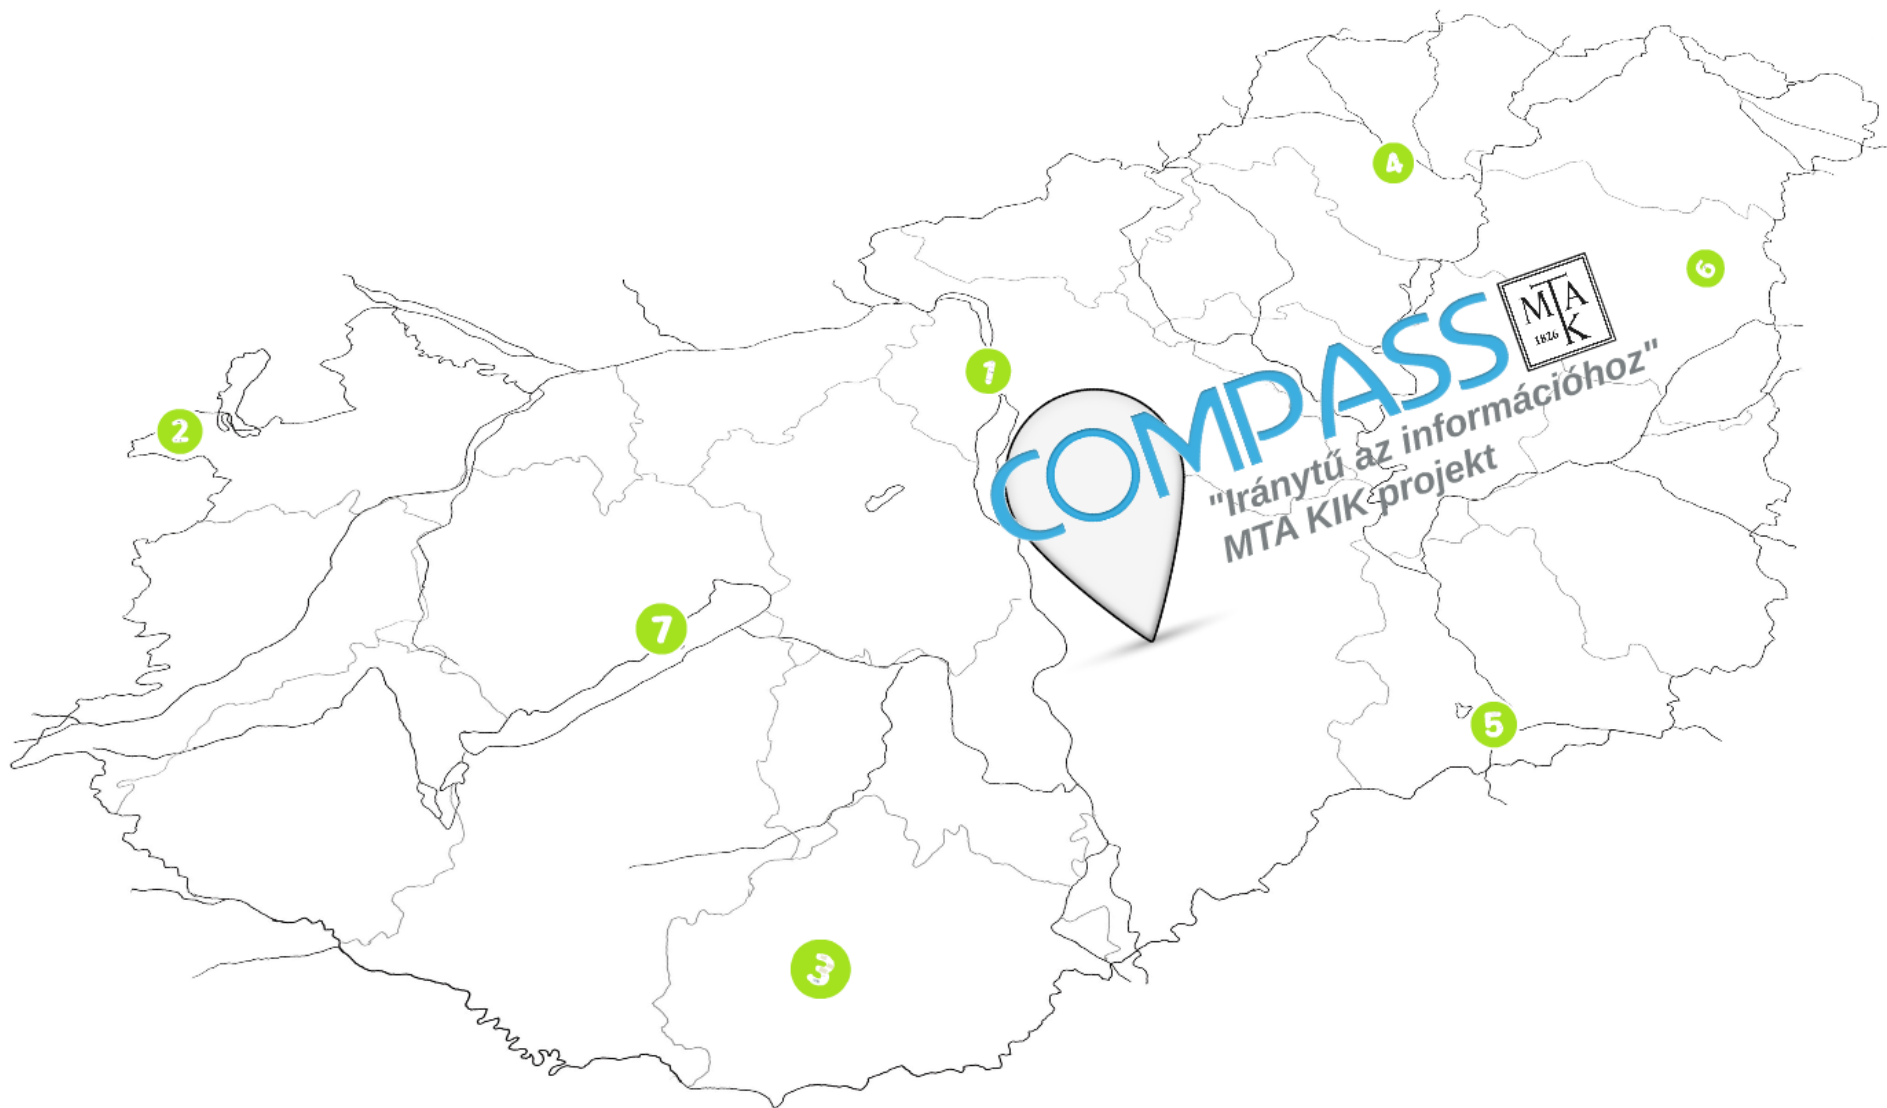 4
6
MTA
K
1826
COMPASS
1
"Iránytű az információhoz"
MTA KIK projekt
2
7
5
3